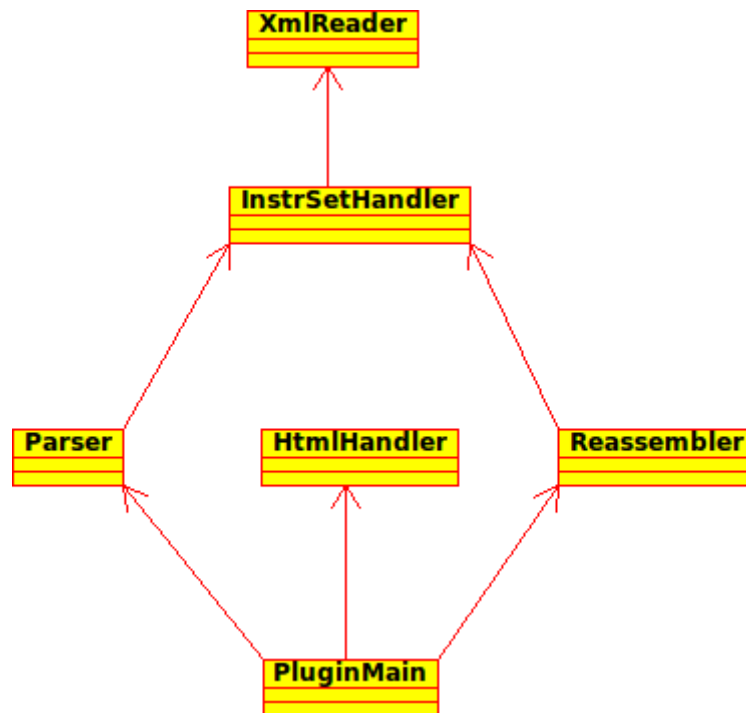 XmlReader
InstrSetHandler
Parser
HtmlHandler
Reassembler
PluginMain